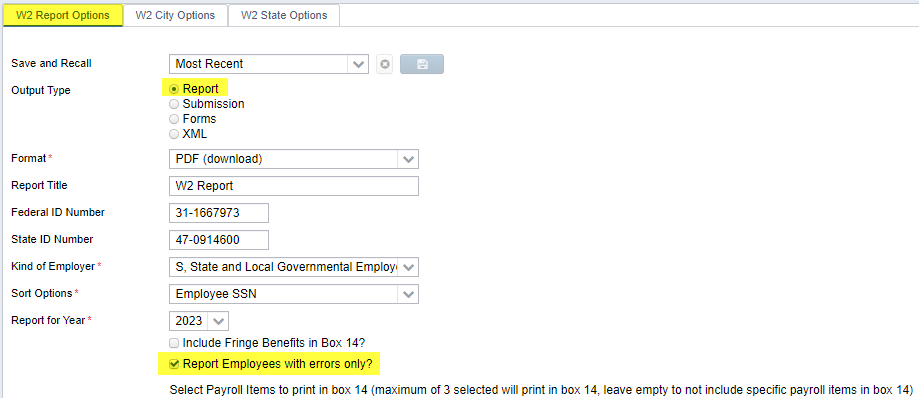 W2 Report Options W2 City Options W2 State Options
Save and Recall Most Recent
Output Type Report
Submission
Forms
XML
Format* PDF (download)
Report Title W2 Report
Federal ID Number 31-1667973
State ID Number 47-0914600
Kind of Employer* S, State and Local Governmental Employ
Sort Options* Employee SSN
Report for Year* 2023
Include Fringe Benefits in Box 14?
Report Employees with errors only?
Select Payroll Items to print in box 14 (maximum of 3 selected will print in box 14, leave empty to not include specific payroll items in box 14)